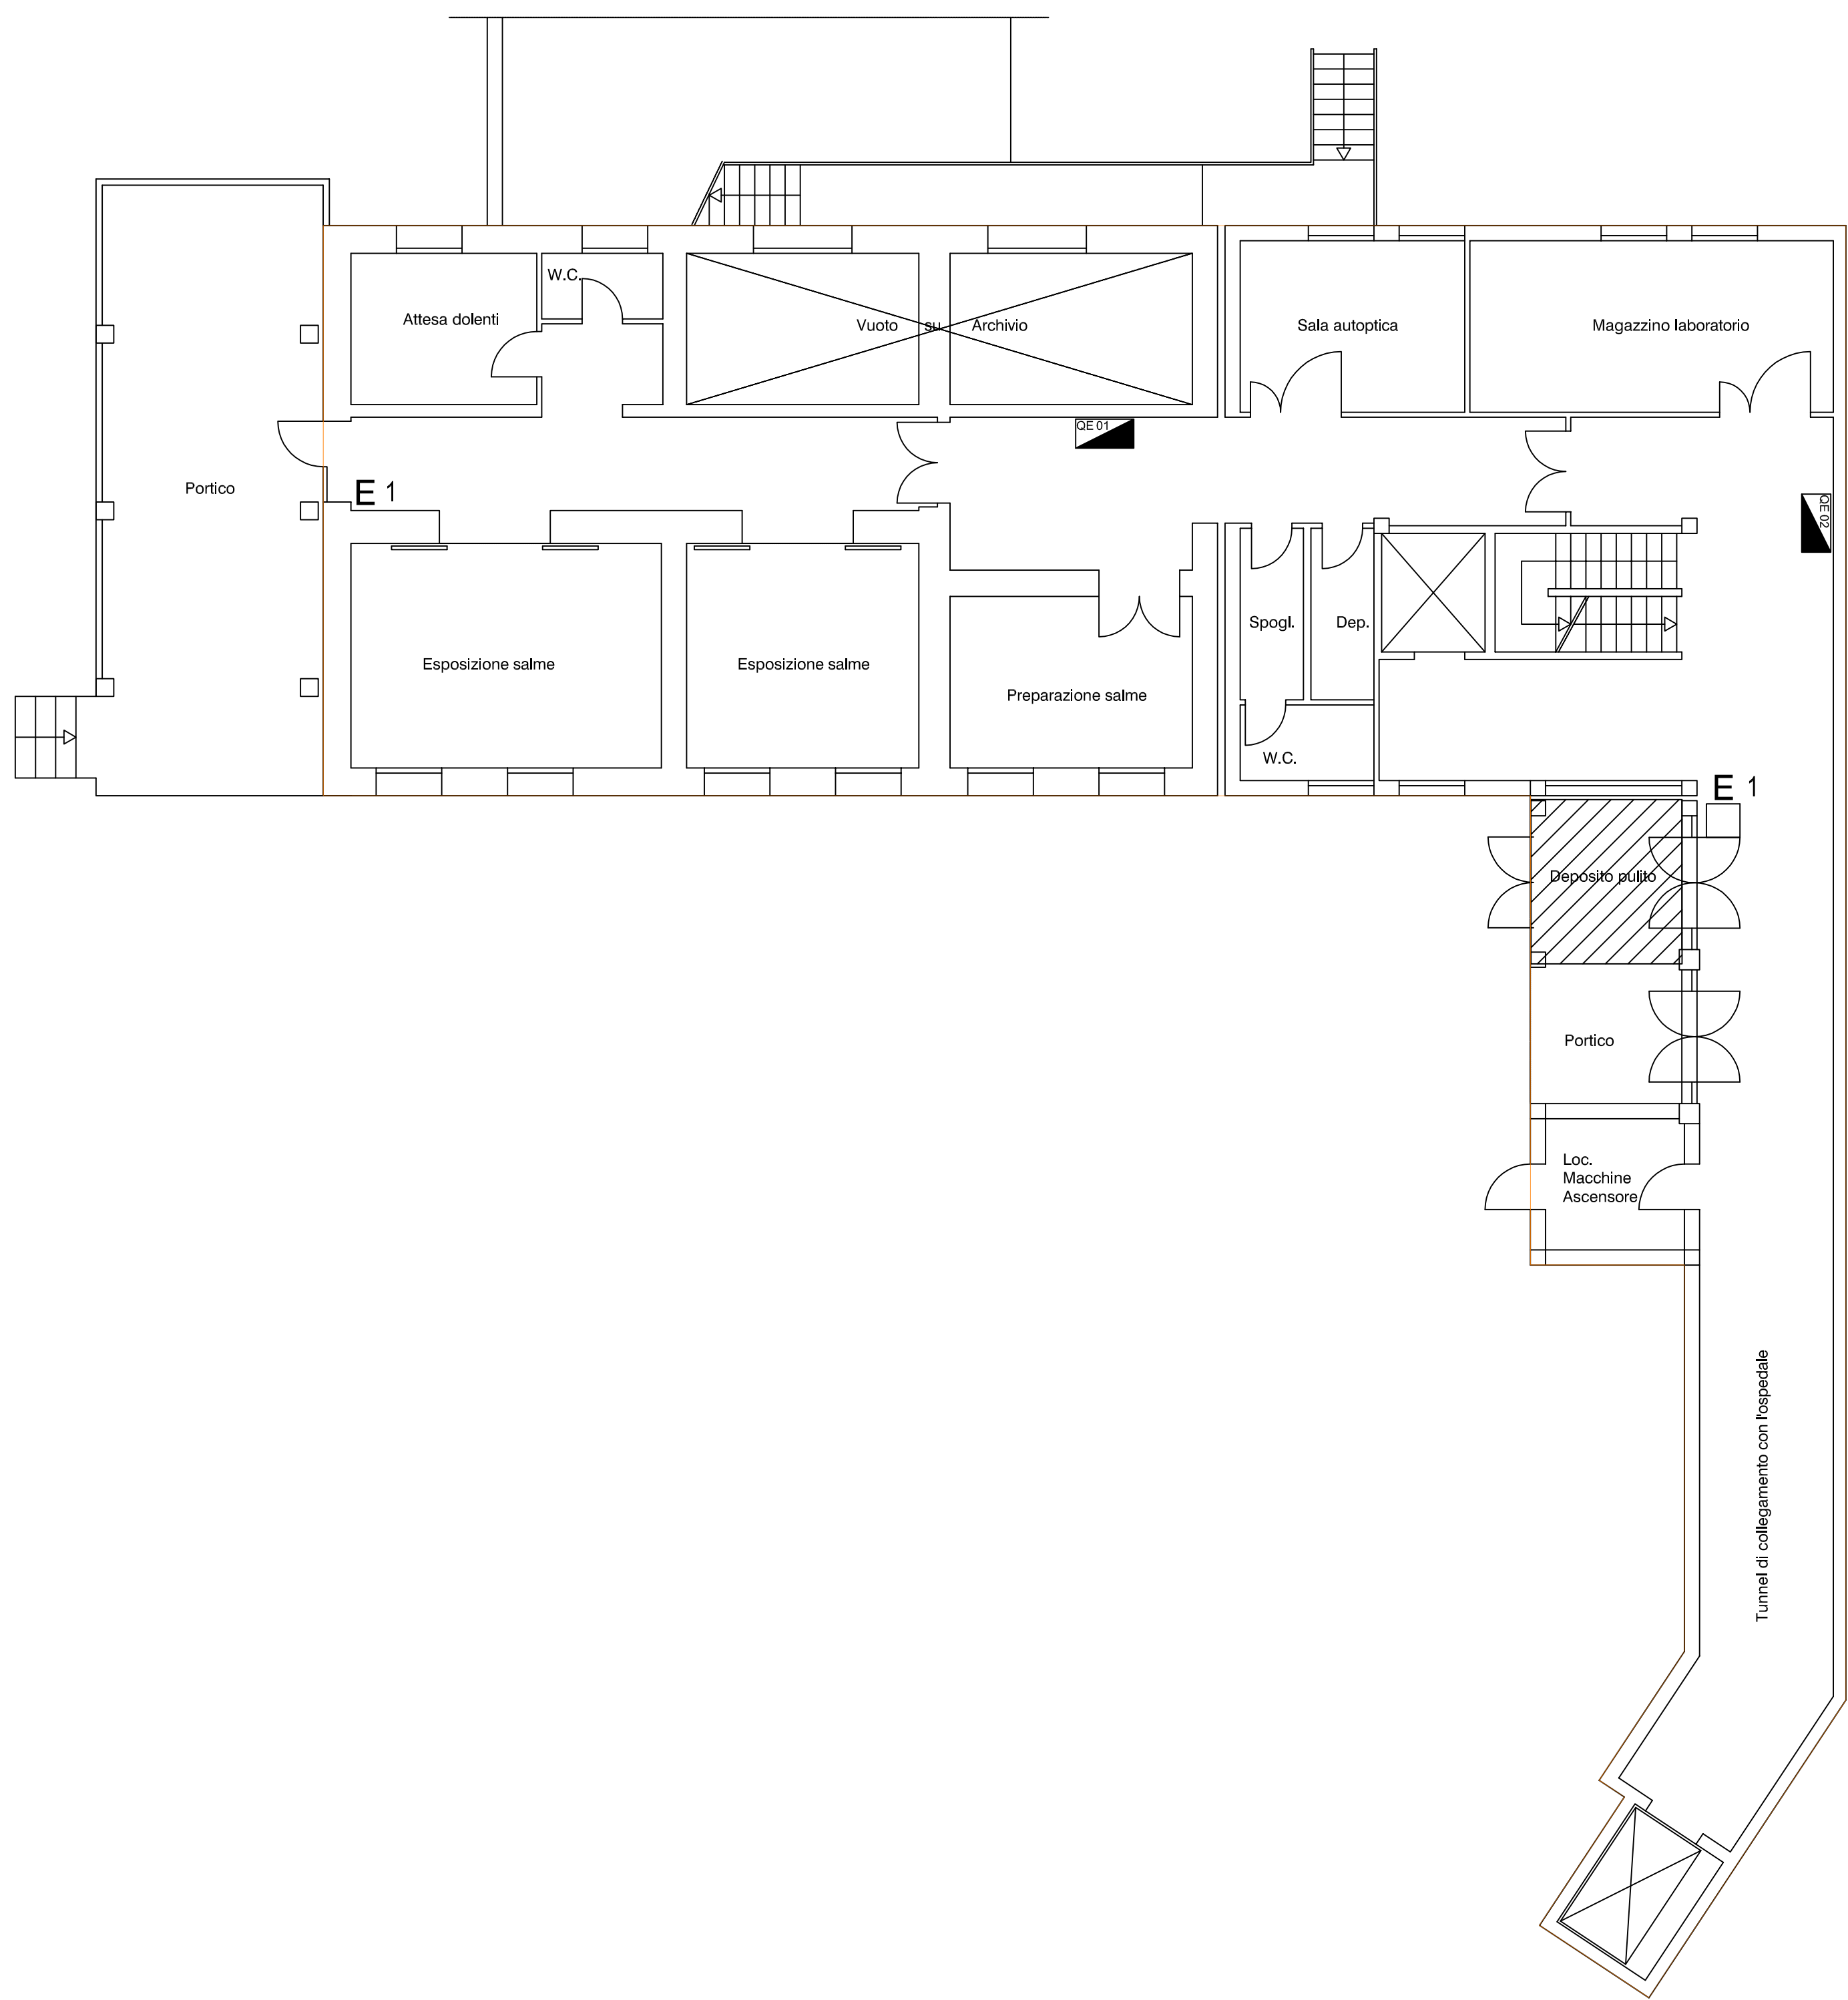 W.C.
Attesa dolenti
Vuoto su Archivio
Sala autoptica
Magazzino laboratorio
QE 01
Portico
E 1
QE 02
Spogl.
Dep.
Esposizione salme
Esposizione salme
Preparazione salme
W.C.
E 1
Deposito pulito
Portico
Loc.
Macchine
Ascensore
Tunnel di collegamento con l'ospedale